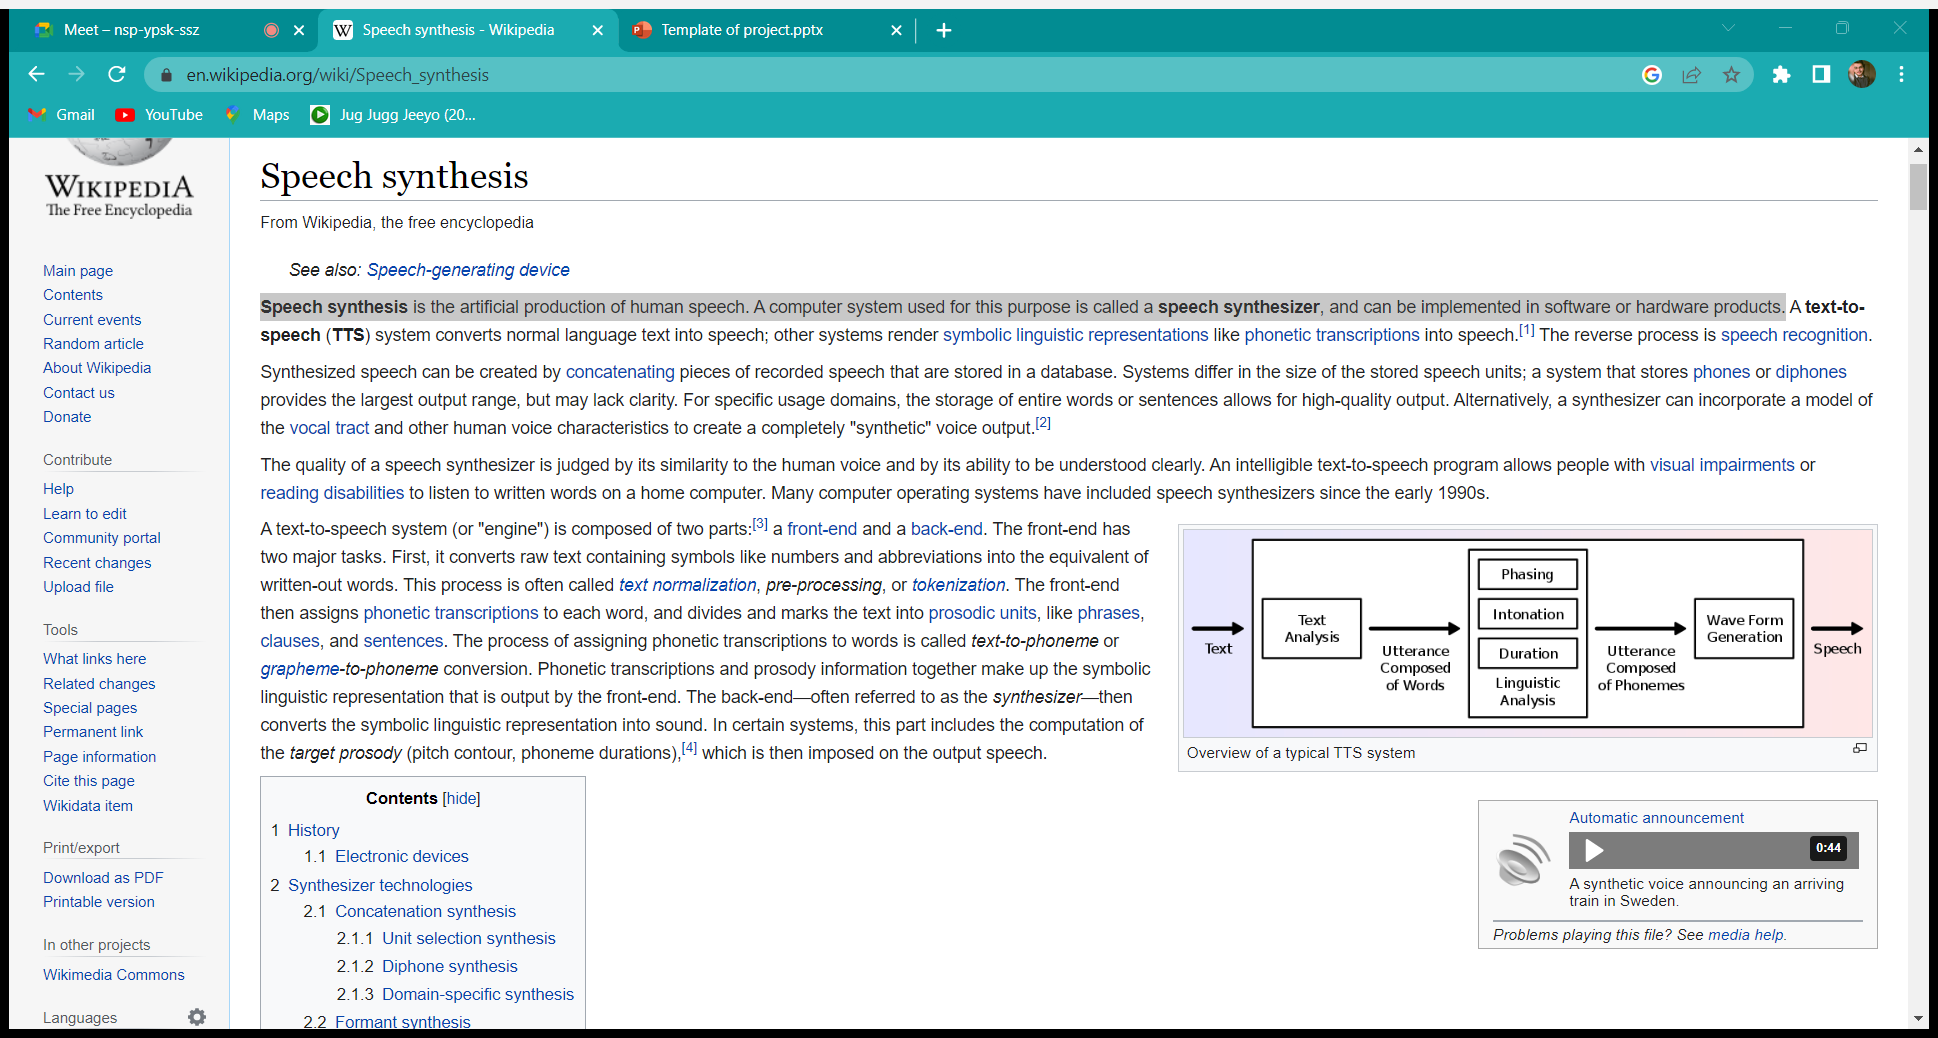 Meet – nsp-ypsk-ssz
Speech synthesis - Wikipedia
Template of project.pptx
en.wikipedia.org/wiki/Speech_synthesis
Gmail
YouTube
Maps
Jug Jugg Jeeyo (20...
WIKIPEDIA
The Free Encyclopedia
Main page
Contents
Current events
Random article
About Wikipedia
Contact us
Donate
Contribute
Help
Learn to edit
Community portal
Recent changes
Upload file
Tools
What links here
Related changes
Special pages
Permanent link
Page information
Cite this page
Wikidata item
Print/export
Download as PDF
Printable version
In other projects
Wikimedia Commons
Languages
Speech synthesis
From Wikipedia, the free encyclopedia
See also: Speech-generating device
Speech synthesis is the artificial production of human speech. A computer system used for this purpose is called a speech synthesizer, and can be implemented in software or hardware products. A text-to-
speech (TTS) system converts normal language text into speech; other systems render symbolic linguistic representations like phonetic transcriptions into speech.[1] The reverse process is speech recognition.
Synthesized speech can be created by concatenating pieces of recorded speech that are stored in a database. Systems differ in the size of the stored speech units; a system that stores phones or diphones
provides the largest output range, but may lack clarity. For specific usage domains, the storage of entire words or sentences allows for high-quality output. Alternatively, a synthesizer can incorporate a model of
the vocal tract and other human voice characteristics to create a completely "synthetic" voice output.[2]
The quality of a speech synthesizer is judged by its similarity to the human voice and by its ability to be understood clearly. An intelligible text-to-speech program allows people with visual impairments or
reading disabilities to listen to written words on a home computer. Many computer operating systems have included speech synthesizers since the early 1990s.
A text-to-speech system (or "engine") is composed of two parts:[3] a front-end and a back-end. The front-end has
two major tasks. First, it converts raw text containing symbols like numbers and abbreviations into the equivalent of
written-out words. This process is often called text normalization, pre-processing, or tokenization. The front-end
then assigns phonetic transcriptions to each word, and divides and marks the text into prosodic units, like phrases,
clauses, and sentences. The process of assigning phonetic transcriptions to words is called text-to-phoneme or
grapheme-to-phoneme conversion. Phonetic transcriptions and prosody information together make up the symbolic
linguistic representation that is output by the front-end. The back-end—often referred to as the synthesizer—then
converts the symbolic linguistic representation into sound. In certain systems, this part includes the computation of
the target prosody (pitch contour, phoneme durations),[4] which is then imposed on the output speech.
Text
Text
Analysis
Utterance
Composed
of Words
Phasing
Intonation
Duration
Linguistic
Analysis
Utterance
Composed
of Phonemes
Wave Form
Generation
Speech
Overview of a typical TTS system
Contents [hide]
1 History
1.1 Electronic devices
2 Synthesizer technologies
2.1 Concatenation synthesis
2.1.1 Unit selection synthesis
2.1.2 Diphone synthesis
2.1.3 Domain-specific synthesis
2.2 Formant synthesis
Automatic announcement
0:44
A synthetic voice announcing an arriving
train in Sweden.
Problems playing this file? See media help.